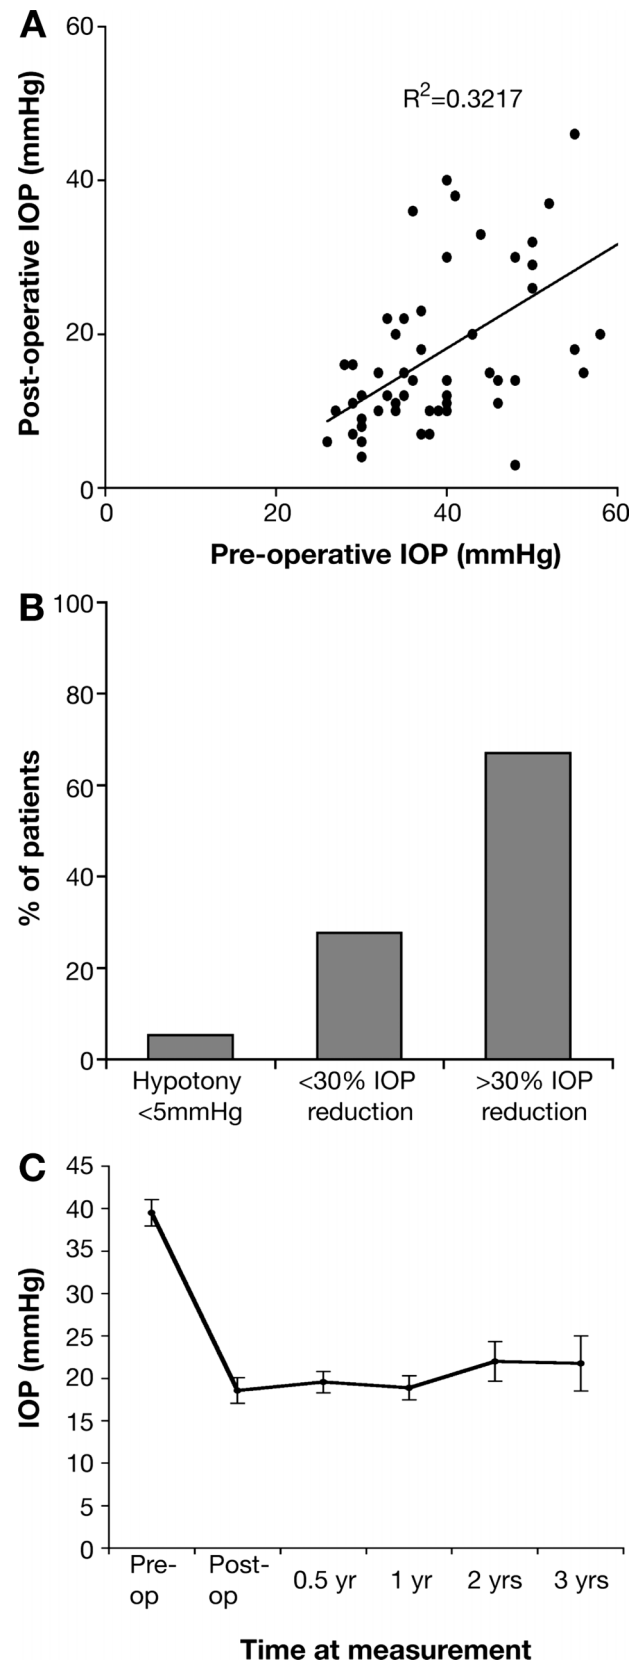 A
60
R²=0.3217
Post-operative IOP (mmHg)
40
20
0
0 20 40 60
Pre-operative IOP (mmHg)
B
100
80
% of patients
60
40
20
0
Hypotony <30% IOP >30% IOP
<5mmHg reduction reduction
C
45
40
35
30
IOP (mmHg)
25
20
15
10
5
0
Pre- Post- 0.5 yr 1 yr 2 yrs 3 yrs
op op
Time at measurement